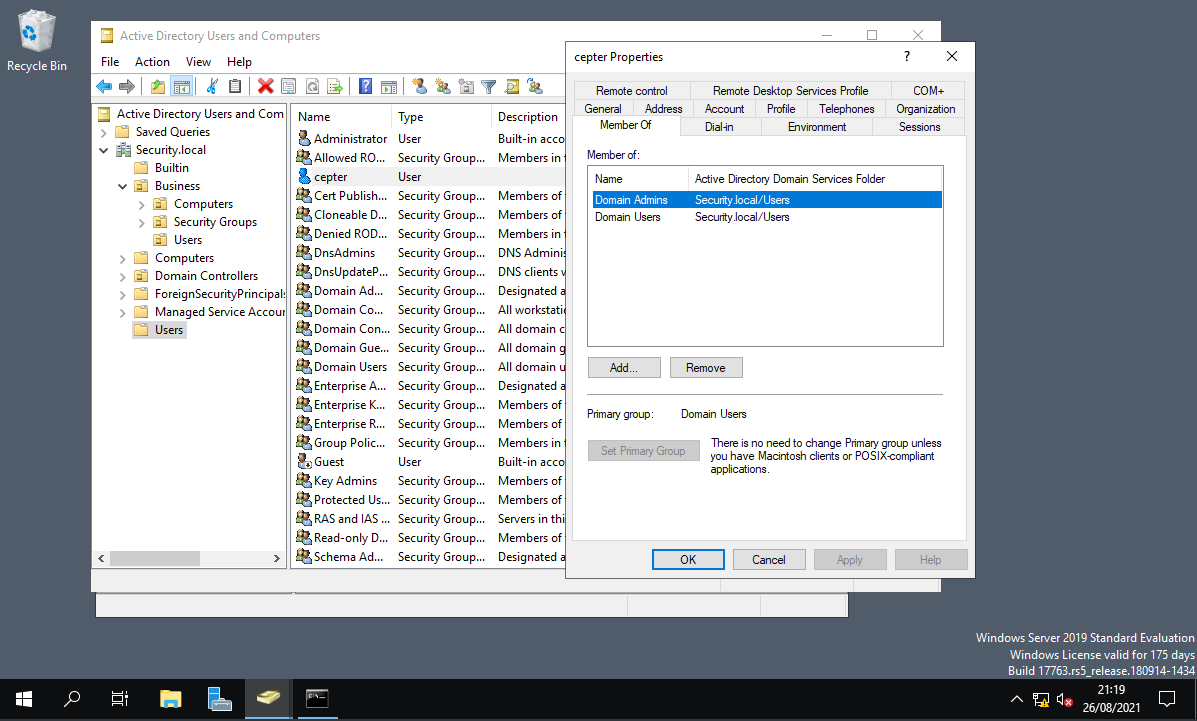 Recycle Bin
Active Directory Users and Computers
File Action View Help
Active Directory Users and Com
Saved Queries
Security.local
Builtin
Business
Computers
Security Groups
Users
Computers
Domain Controllers
ForeignSecurityPrincipals
Managed Service Accour
Users
Name Type Description
Administrator User Built-in acco
Allowed RO... Security Group... Members in t
cepter User
Cert Publish... Security Group... Members of
Cloneable D... Security Group... Members of
Denied ROD... Security Group... Members in t
DnsAdmins Security Group... DNS Adminis
DnsUpdateP... Security Group... DNS clients w
Domain Ad... Security Group... Designated a
Domain Co... Security Group... All workstatio
Domain Con... Security Group... All domain c
Domain Gue... Security Group... All domain g
Domain Users Security Group... All domain u
Enterprise A... Security Group... Designated a
Enterprise K... Security Group... Members of
Enterprise R... Security Group... Members of
Group Polic... Security Group... Members in t
Guest User Built-in acco
Key Admins Security Group... Members of
Protected Us... Security Group... Members of
RAS and IAS ... Security Group... Servers in thi
Read-only D... Security Group... Members of
Schema Ad... Security Group... Designated a
cepter Properties
?
Remote control Remote Desktop Services Profile COM+
General Address Account Profile Telephones Organization
Member Of Dial-in Environment Sessions
Member of:
Name Active Directory Domain Services Folder
Domain Admins Security.local/Users
Domain Users Security.local/Users
Add... Remove
Primary group: Domain Users
Set Primary Group
There is no need to change Primary group unless
you have Macintosh clients or POSIX-compliant
applications.
OK Cancel Apply Help
Windows Server 2019 Standard Evaluation
Windows License valid for 175 days
Build 17763.rs5_release.180914-1434
21:19
26/08/2021